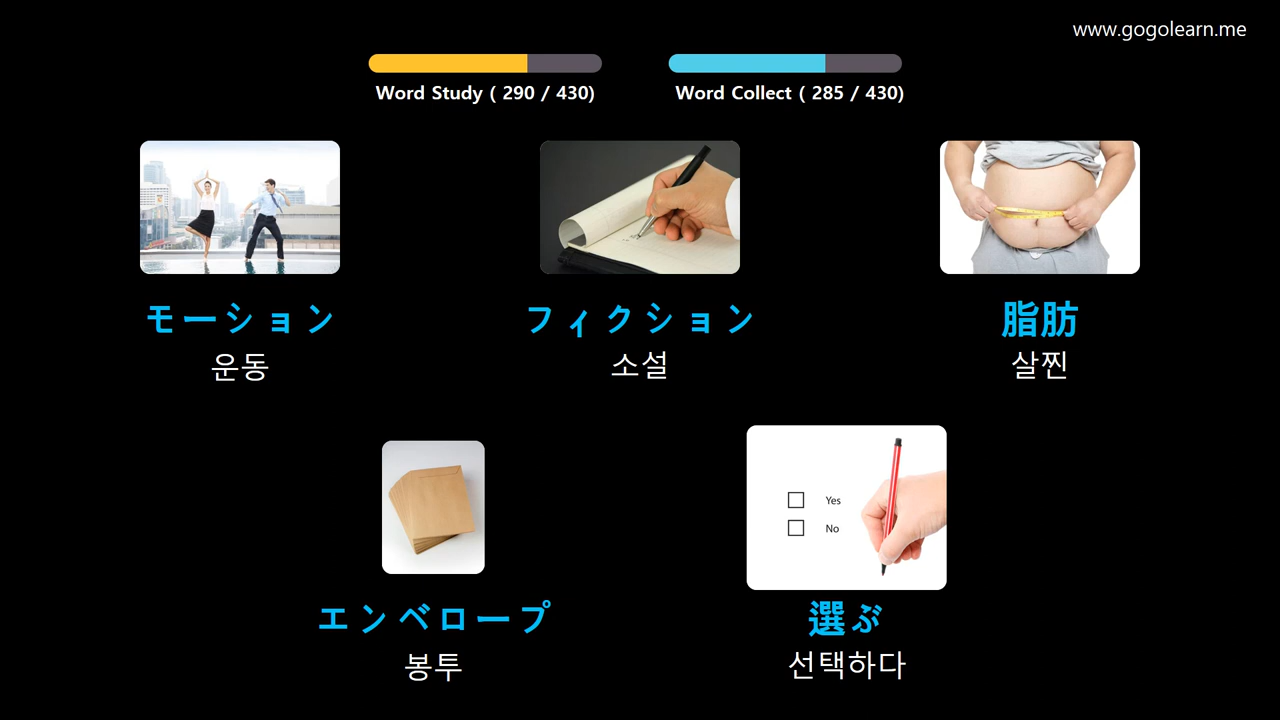 www.gogolearn.me
Word Study ( 290 / 430)
Word Collect ( 285 / 430)
モーション
운동
フィクション
소설
脂肪
살찐
Yes
No
エンベロープ
봉투
選ぶ
선택하다